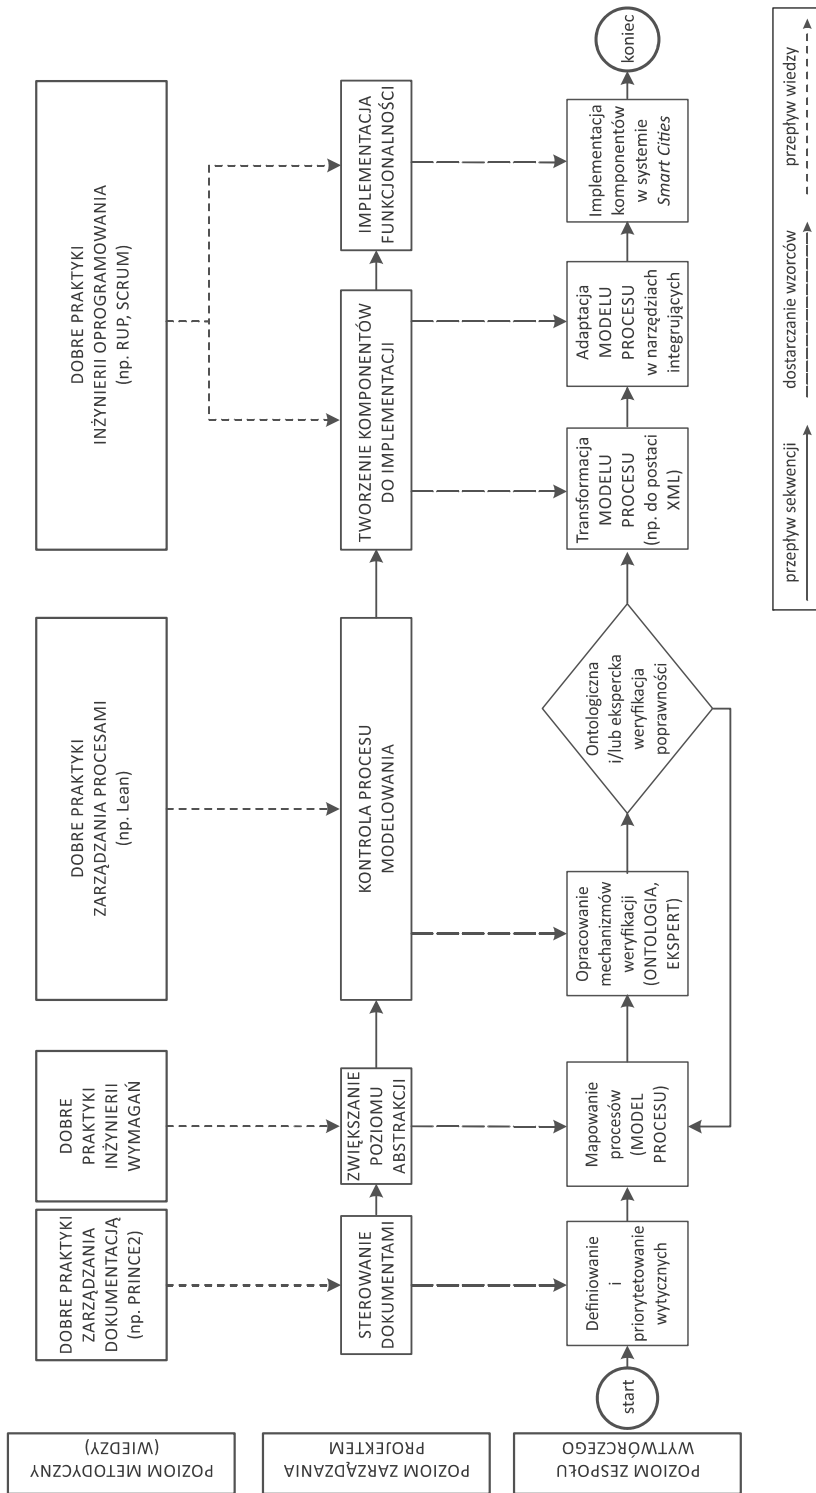 POZIOM METODYCZNY
(WIEDZY)
DOBRE PRAKTYKI
ZARZĄDZANIA
DOKUMENTACJĄ
(np. PRINCE2)
DOBRE
PRAKTYKI
INŻYNIERII
WYMAGAŃ
DOBRE PRAKTYKI
ZARZĄDZANIA PROCESAMI
(np. Lean)
DOBRE PRAKTYKI
INŻYNIERII OPROGRAMOWANIA
(np. RUP, SCRUM)
POZIOM ZARZĄDZANIA
PROJEKTEM
STEROWANIE
DOKUMENTAMI
ZWIĘKSZANIE
POZIOMU
ABSTRAKCJI
KONTROLA PROCESU
MODELOWANIA
TWORZENIE KOMPONENTÓW
DO IMPLEMENTACJI
IMPLEMENTACJA
FUNKCJONALNOŚCI
POZIOM ZESPOŁU
WYTWÓRCZEGO
start
Definiowanie
i
priorytetowanie
wytycznych
Mapowanie
procesów
(MODEL
PROCESU)
Opracowanie
mechanizmów
weryfikacji
(ONTOLOGIA,
EKSPERT)
Ontologiczna
i/lub ekspercka
weryfikacja
poprawności
Transformacja
MODELU
PROCESU
(np. do postaci
XML)
Adaptacja
MODELU
PROCESU
w narzędziach
integrujących
Implementacja
komponentów
w systemie
Smart Cities
koniec
przepływ sekwencji
dostarczanie wzorców
przepływ wiedzy